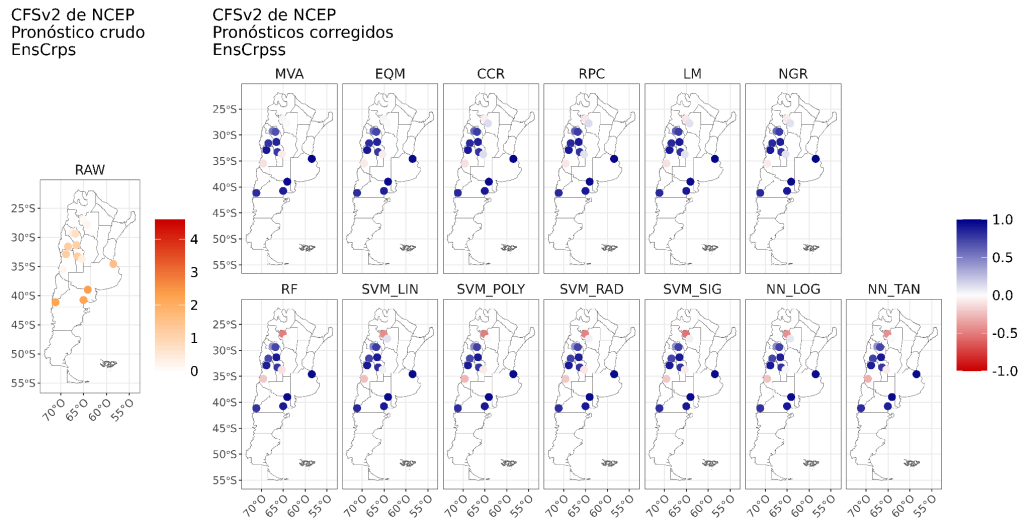 CFSv2 de NCEP
Pronóstico crudo
EnsCrps
CFSv2 de NCEP
Pronósticos corregidos
EnsCrpss
MVA EQM CCR RPC LM NGR
25°S
30°S
35°S
40°S
45°S
50°S
55°S
RAW
25°S
30°S
35°S
40°S
45°S
50°S
55°S
70°O 65°O 60°O 55°O
4
3
2
1
0
1.0
0.5
0.0
-0.5
-1.0
RF SVM_LIN SVM_POLY SVM_RAD SVM_SIG NN_LOG NN_TAN
25°S
30°S
35°S
40°S
45°S
50°S
55°S
70°O 65°O 60°O 55°O 70°O 65°O 60°O 55°O 70°O 65°O 60°O 55°O 70°O 65°O 60°O 55°O 70°O 65°O 60°O 55°O 70°O 65°O 60°O 55°O 70°O 65°O 60°O 55°O